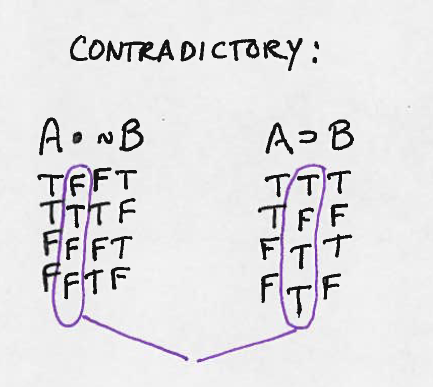 CONTRADICTORY:
A • ~B A ⊃ B
T F F T T T T
T T T F T F F
F F F T F T T
F F T F F T F